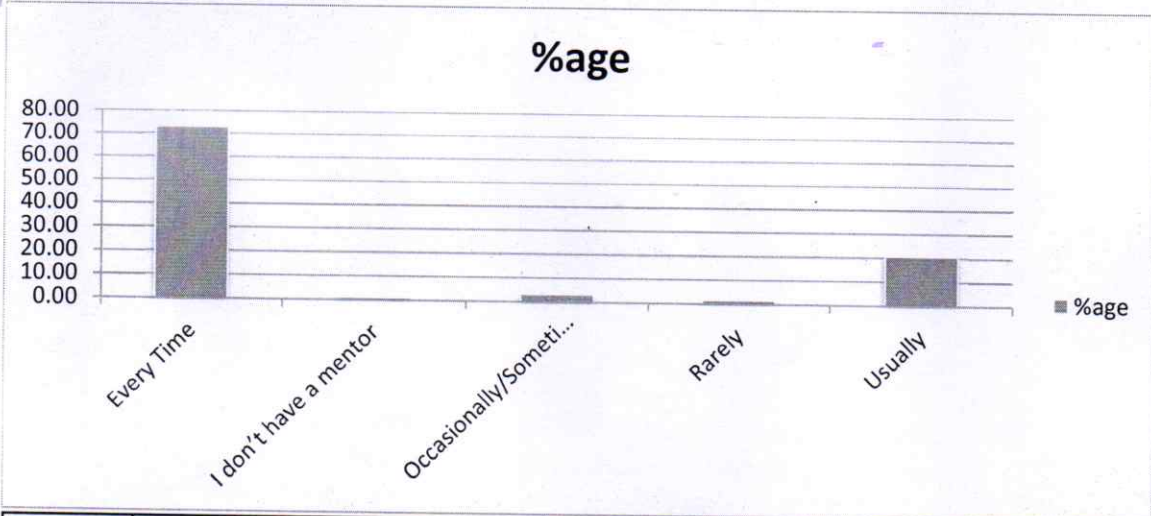 %age
80.00
70.00
60.00
50.00
40.00
30.00
20.00
10.00
0.00
%age
Every Time
I don't have a mentor
Occasionally/Someti...
Rarely
Usually